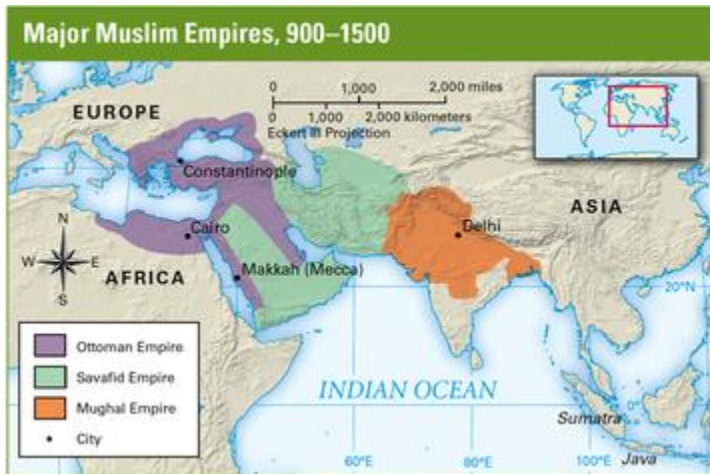 Major Muslim Empires, 900–1500
0 1,000 2,000 miles
0 1,000 2,000 kilometers
Eckert III Projection
EUROPE
Constantinople
ASIA
Delhi
Cairo
N
W E
S
AFRICA
Makkah (Mecca)
20°N
Ottoman Empire
Savafid Empire
Mughal Empire
City
INDIAN OCEAN
Sumatra
0°
Java
60°E 80°E 100°E